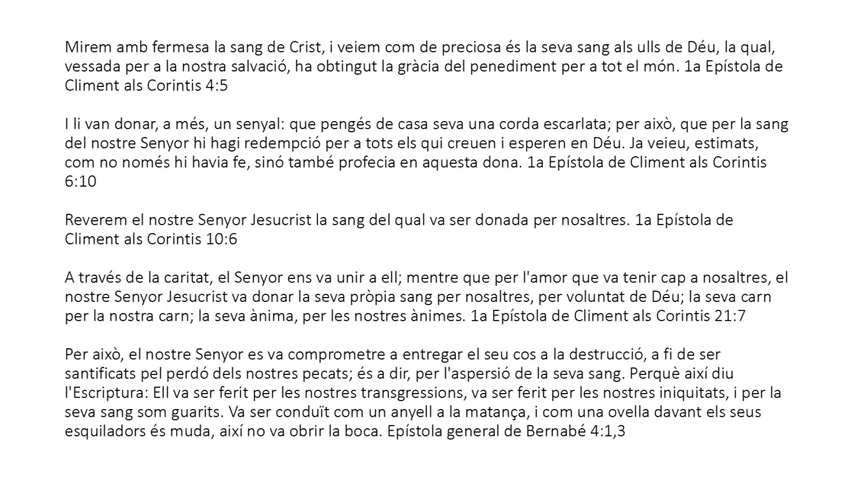 Mirem amb fermesa la sang de Crist, i veiem com de preciosa és la seva sang als ulls de Déu, la qual,
vessada per a la nostra salvació, ha obtingut la gràcia del penediment per a tot el món. 1a Epístola de
Climent als Corintis 4:5
I li van donar, a més, un senyal: que pengés de casa seva una corda escarlata; per això, que per la sang
del nostre Senyor hi hagi redempció per a tots els qui creuen i esperen en Déu. Ja veieu, estimats,
com no només hi havia fe, sinó també profecia en aquesta dona. 1a Epístola de Climent als Corintis
6:10
Reverem el nostre Senyor Jesucrist la sang del qual va ser donada per nosaltres. 1a Epístola de
Climent als Corintis 10:6
A través de la caritat, el Senyor ens va unir a ell; mentre que per l'amor que va tenir cap a nosaltres, el
nostre Senyor Jesucrist va donar la seva pròpia sang per nosaltres, per voluntat de Déu; la seva carn
per la nostra carn; la seva ànima, per les nostres ànimes. 1a Epístola de Climent als Corintis 21:7
Per això, el nostre Senyor es va comprometre a entregar el seu cos a la destrucció, a fi de ser
santificats pel perdó dels nostres pecats; és a dir, per l'aspersió de la seva sang. Perquè així diu
l'Escriptura: Ell va ser ferit per les nostres transgressions, va ser ferit per les nostres iniquitats, i per la
seva sang som guarits. Va ser conduït com un anyell a la matança, i com una ovella davant els seus
esquiladors és muda, així no va obrir la boca. Epístola general de Bernabé 4:1,3